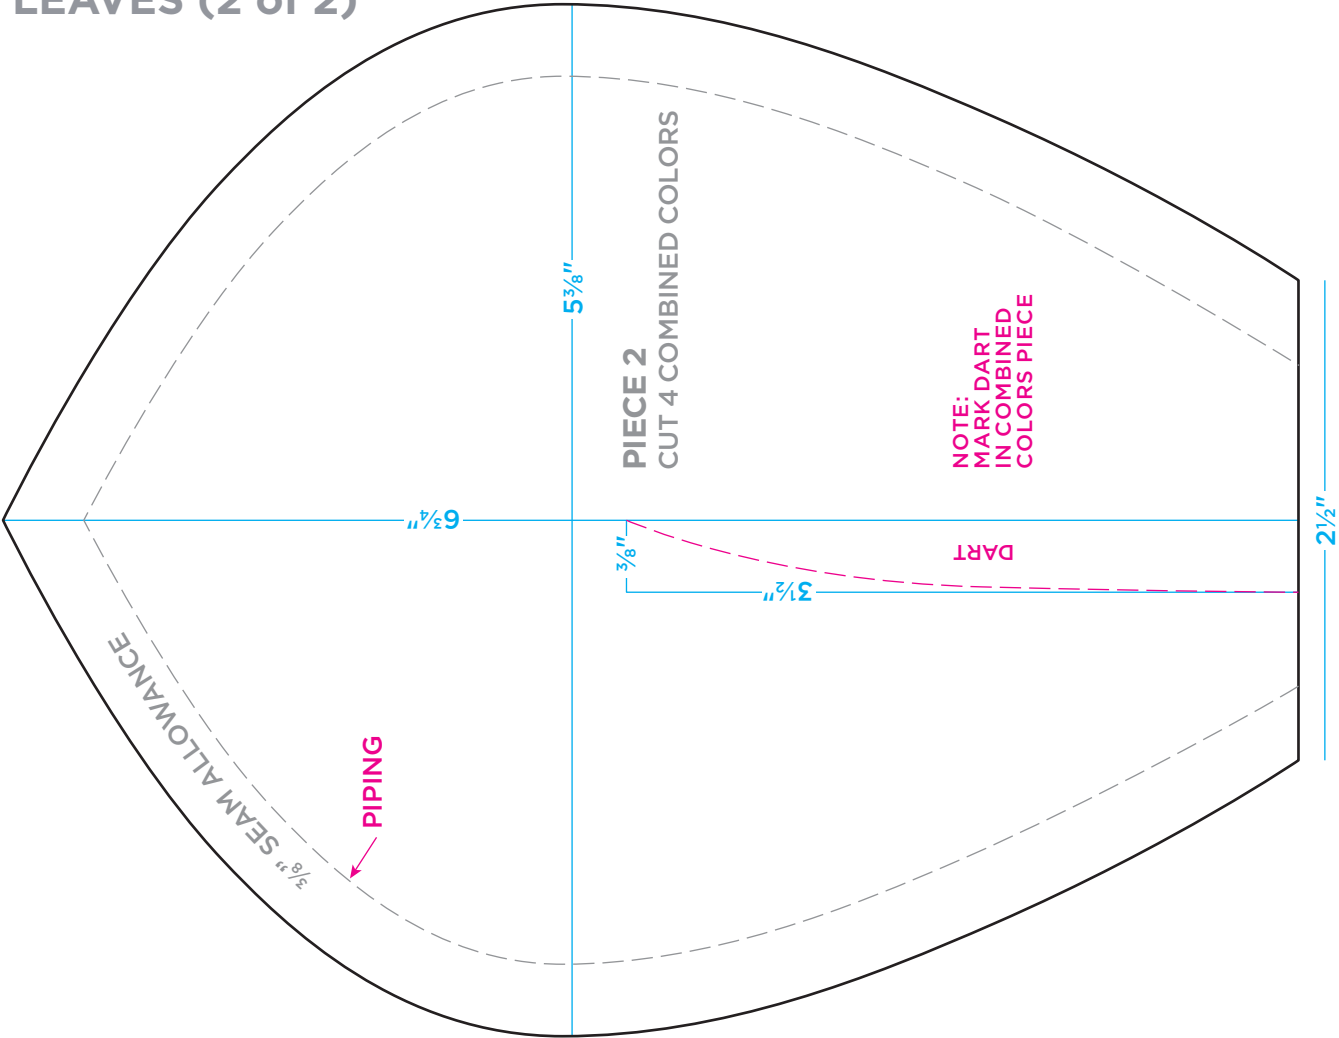 LEAVES (2 of 2)
5⅜"
PIECE 2
CUT 4 COMBINED COLORS
NOTE:
MARK DART
IN COMBINED
COLORS PIECE
6¾"
⅜"
DART
3½"
2½"
⅜" SEAM ALLOWANCE
PIPING